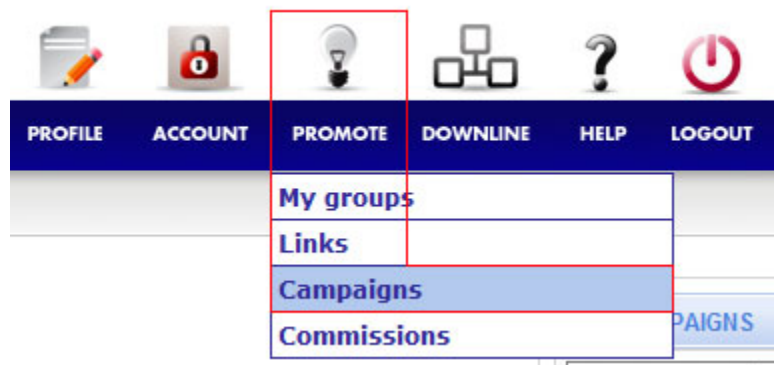 PROFILE ACCOUNT PROMOTE DOWNLINE HELP LOGOUT
My groups
Links
Campaigns
PAIGNS
Commissions